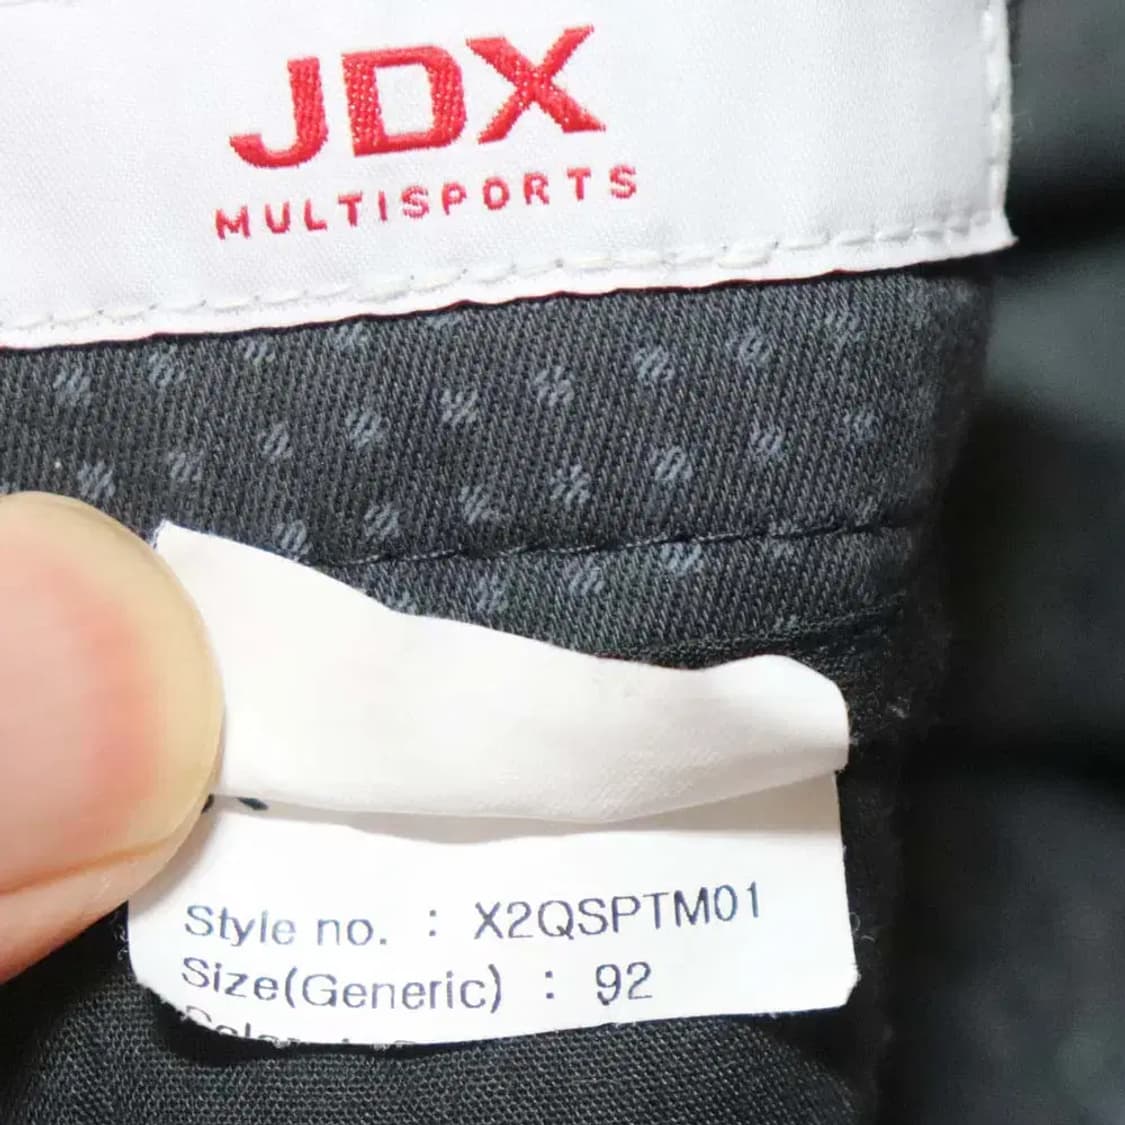 JDX
MULTISPORTS
Style no. : X2QSPTM01
Size(Generic) : 92